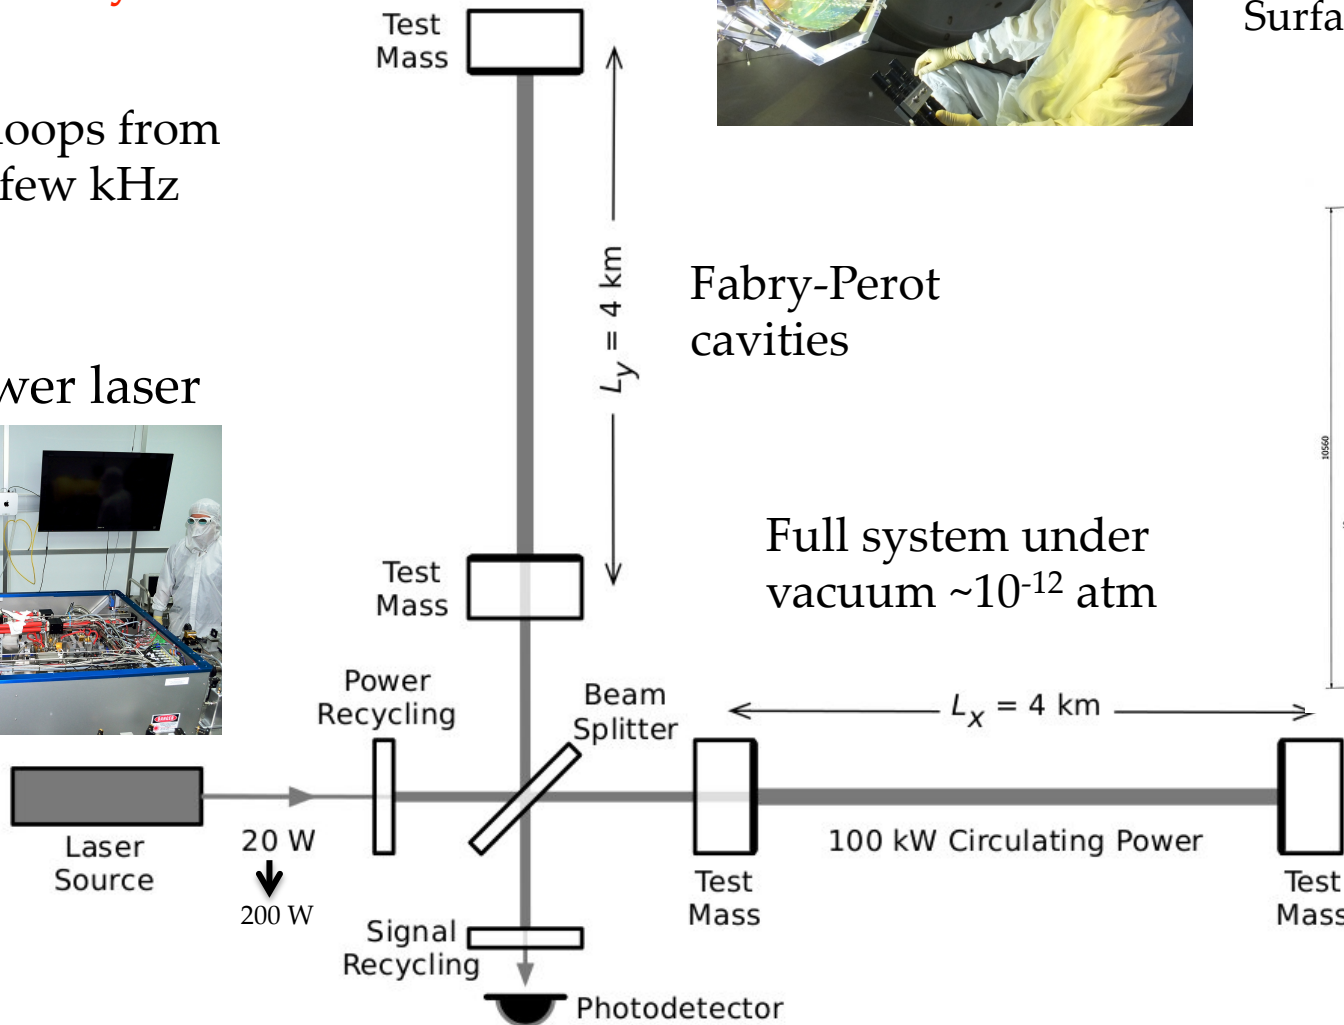 Test
Mass
Surfa
loops from
few kHz
Fabry-Perot
cavities
Ly = 4 km
wer laser
10560
Full system under
vacuum ~10-12 atm
Test
Mass
Power
Recycling
Beam
Splitter
Lx = 4 km
Laser
Source
20 W
200 W
100 kW Circulating Power
Test
Mass
Test
Mass
Signal
Recycling
Photodetector